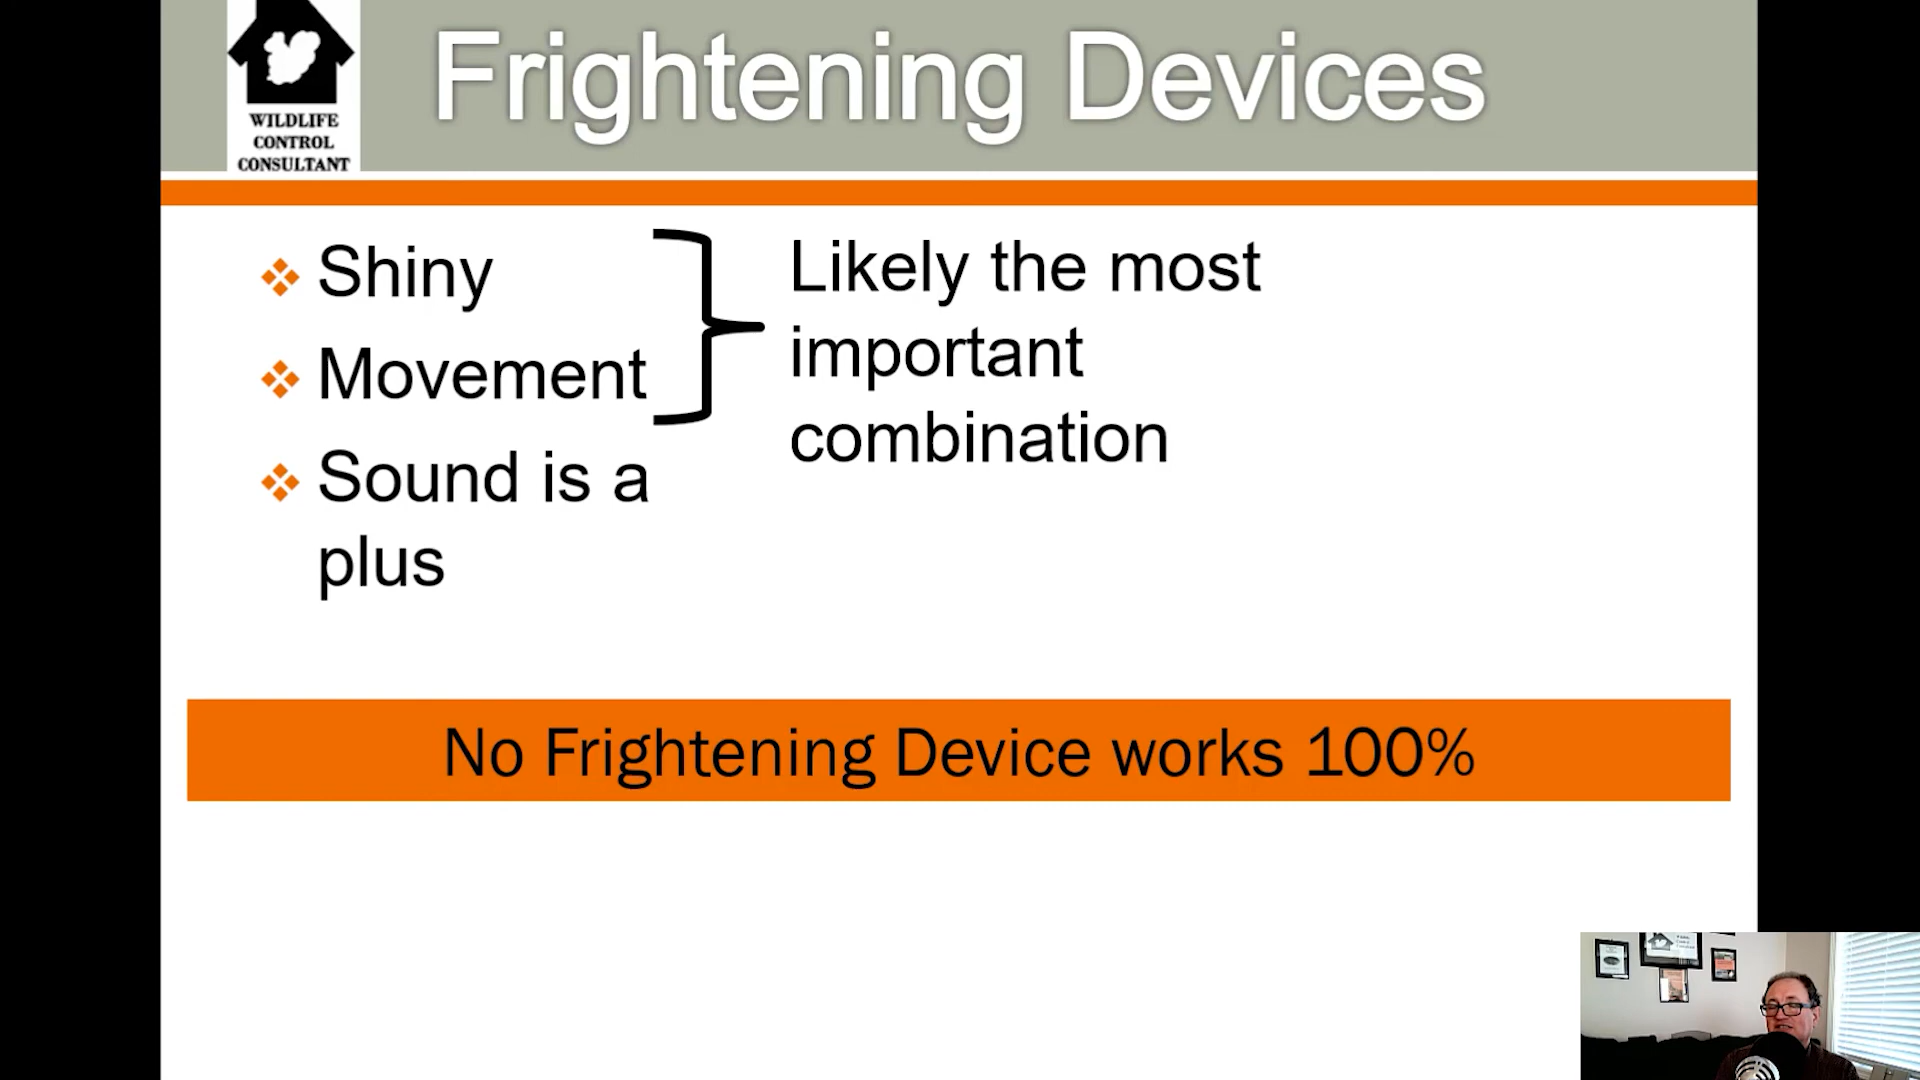 WILDLIFE
CONTROL
CONSULTANT
Frightening Devices
Shiny
Movement
Sound is a
plus
Likely the most
important
combination
No Frightening Device works 100%